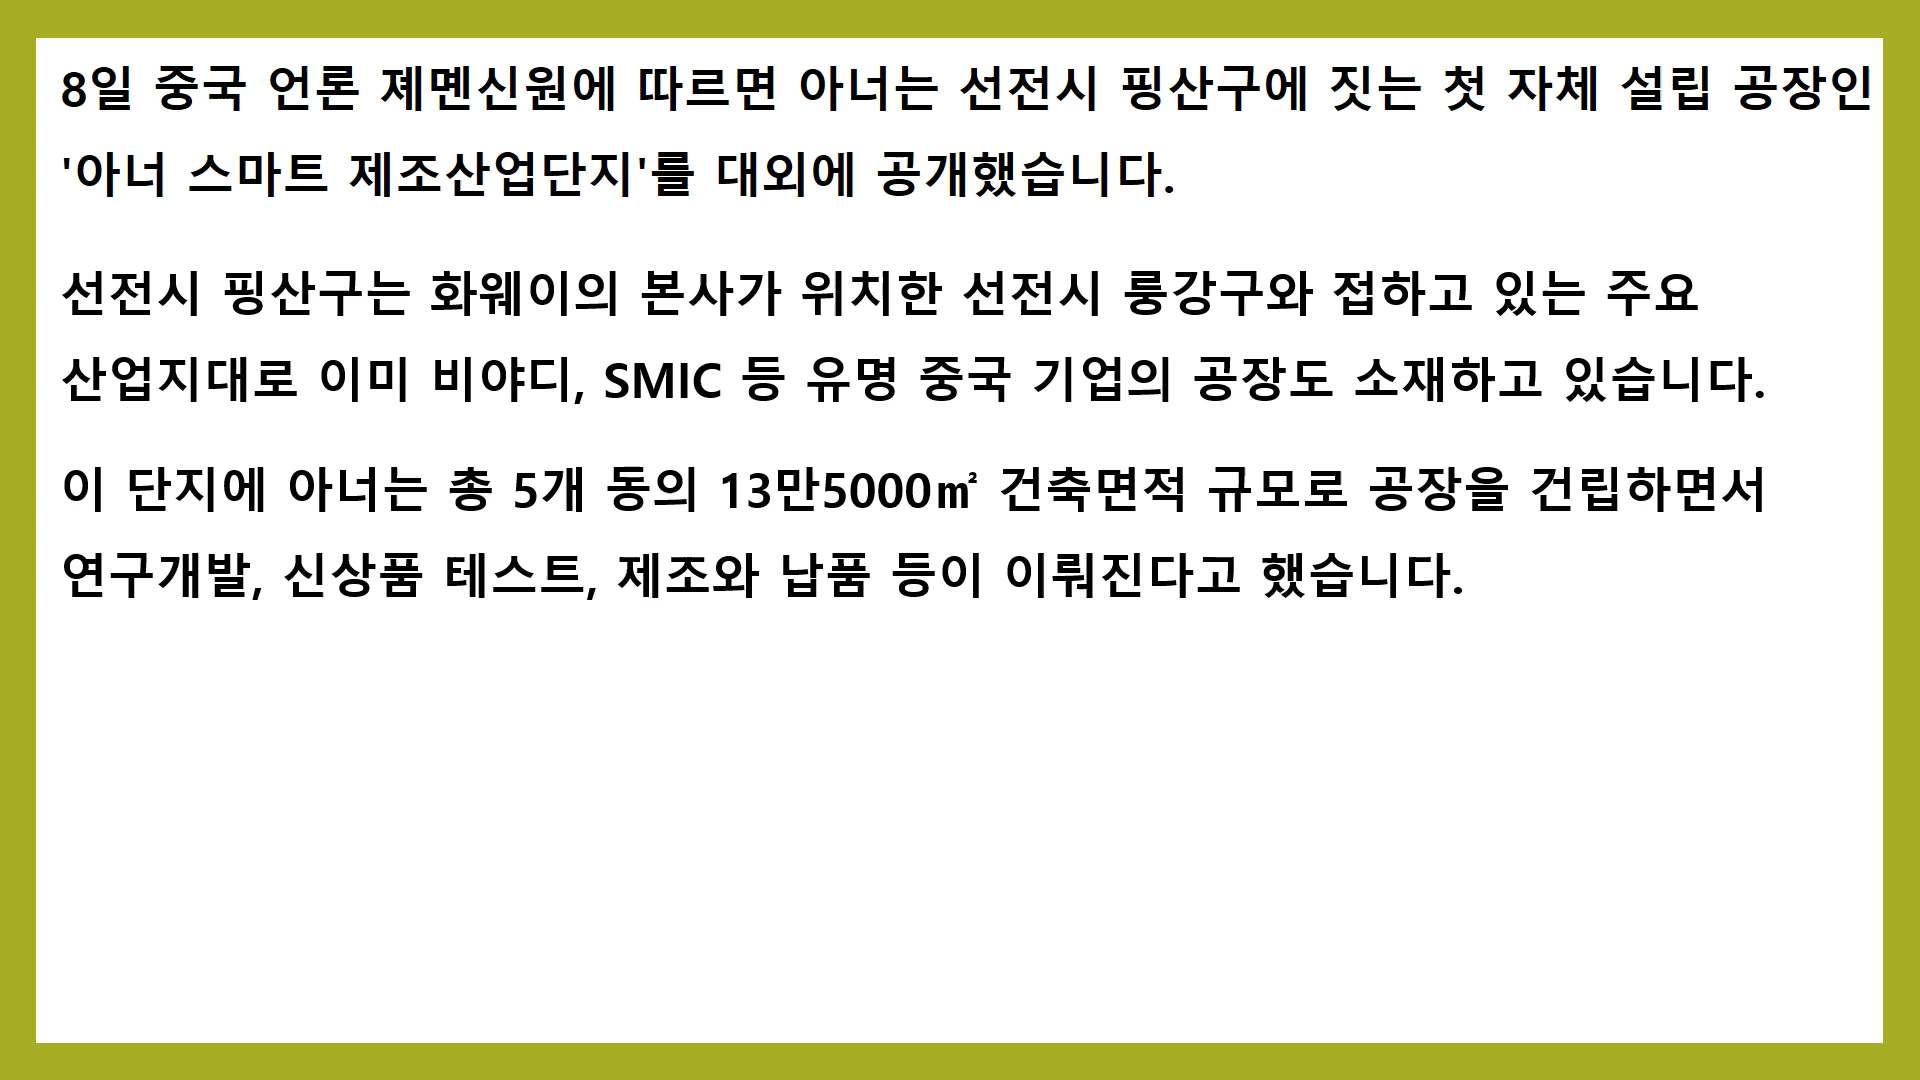 8일 중국 언론 졔멘신원에 따르면 아너는 선전시 핑산구에 짓는 첫 자체 설립 공장인
'아너 스마트 제조산업단지'를 대외에 공개했습니다.
선전시 핑산구는 화웨이의 본사가 위치한 선전시 룽강구와 접하고 있는 주요
산업지대로 이미 비야디, SMIC 등 유명 중국 기업의 공장도 소재하고 있습니다.
이 단지에 아너는 총 5개 동의 13만5000㎡ 건축면적 규모로 공장을 건립하면서
연구개발, 신상품 테스트, 제조와 납품 등이 이뤄진다고 했습니다.